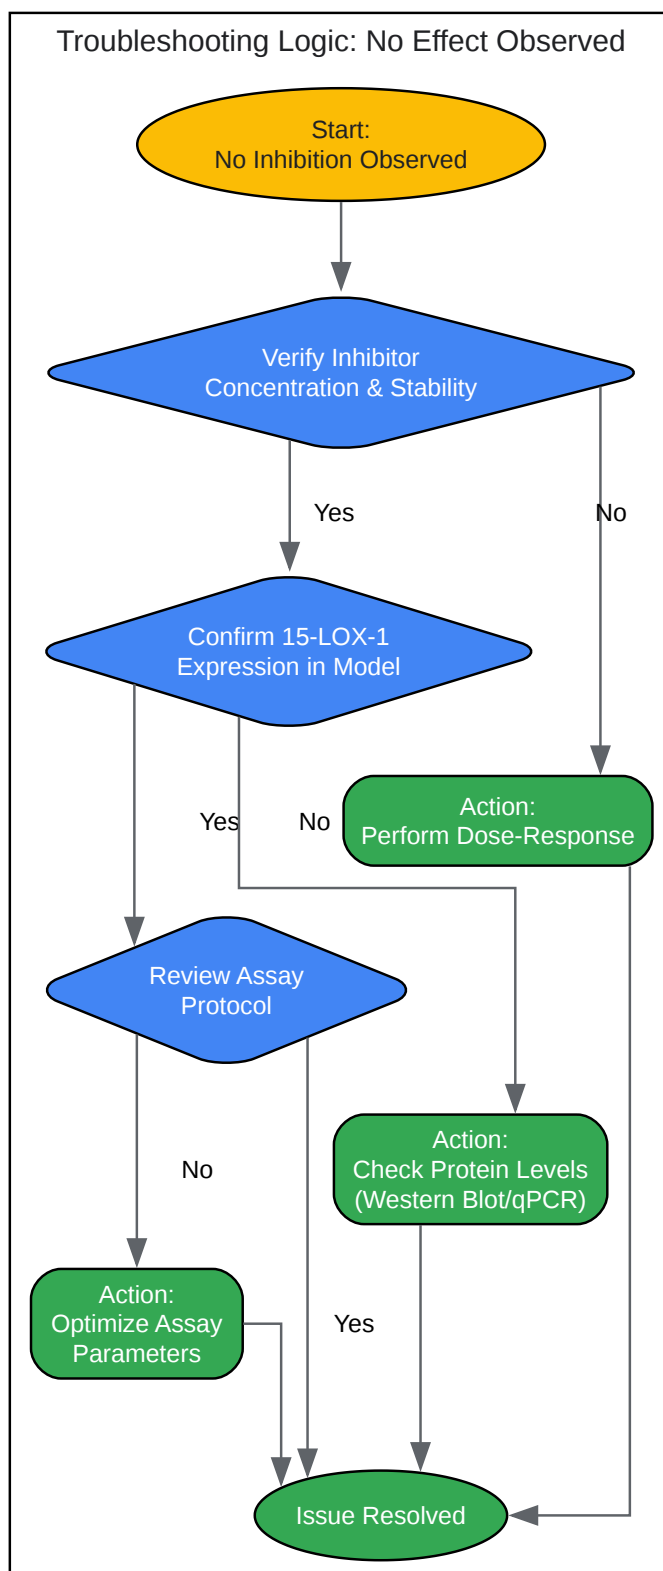 Troubleshooting Logic: No Effect Observed
Start:
No Inhibition Observed
Verify Inhibitor
Concentration & Stability
Yes
No
Confirm 15-LOX-1
Expression in Model
Yes
No
Action:
Perform Dose-Response
Review Assay
Protocol
No
Action:
Check Protein Levels
(Western Blot/qPCR)
Action:
Optimize Assay
Parameters
Yes
Issue Resolved